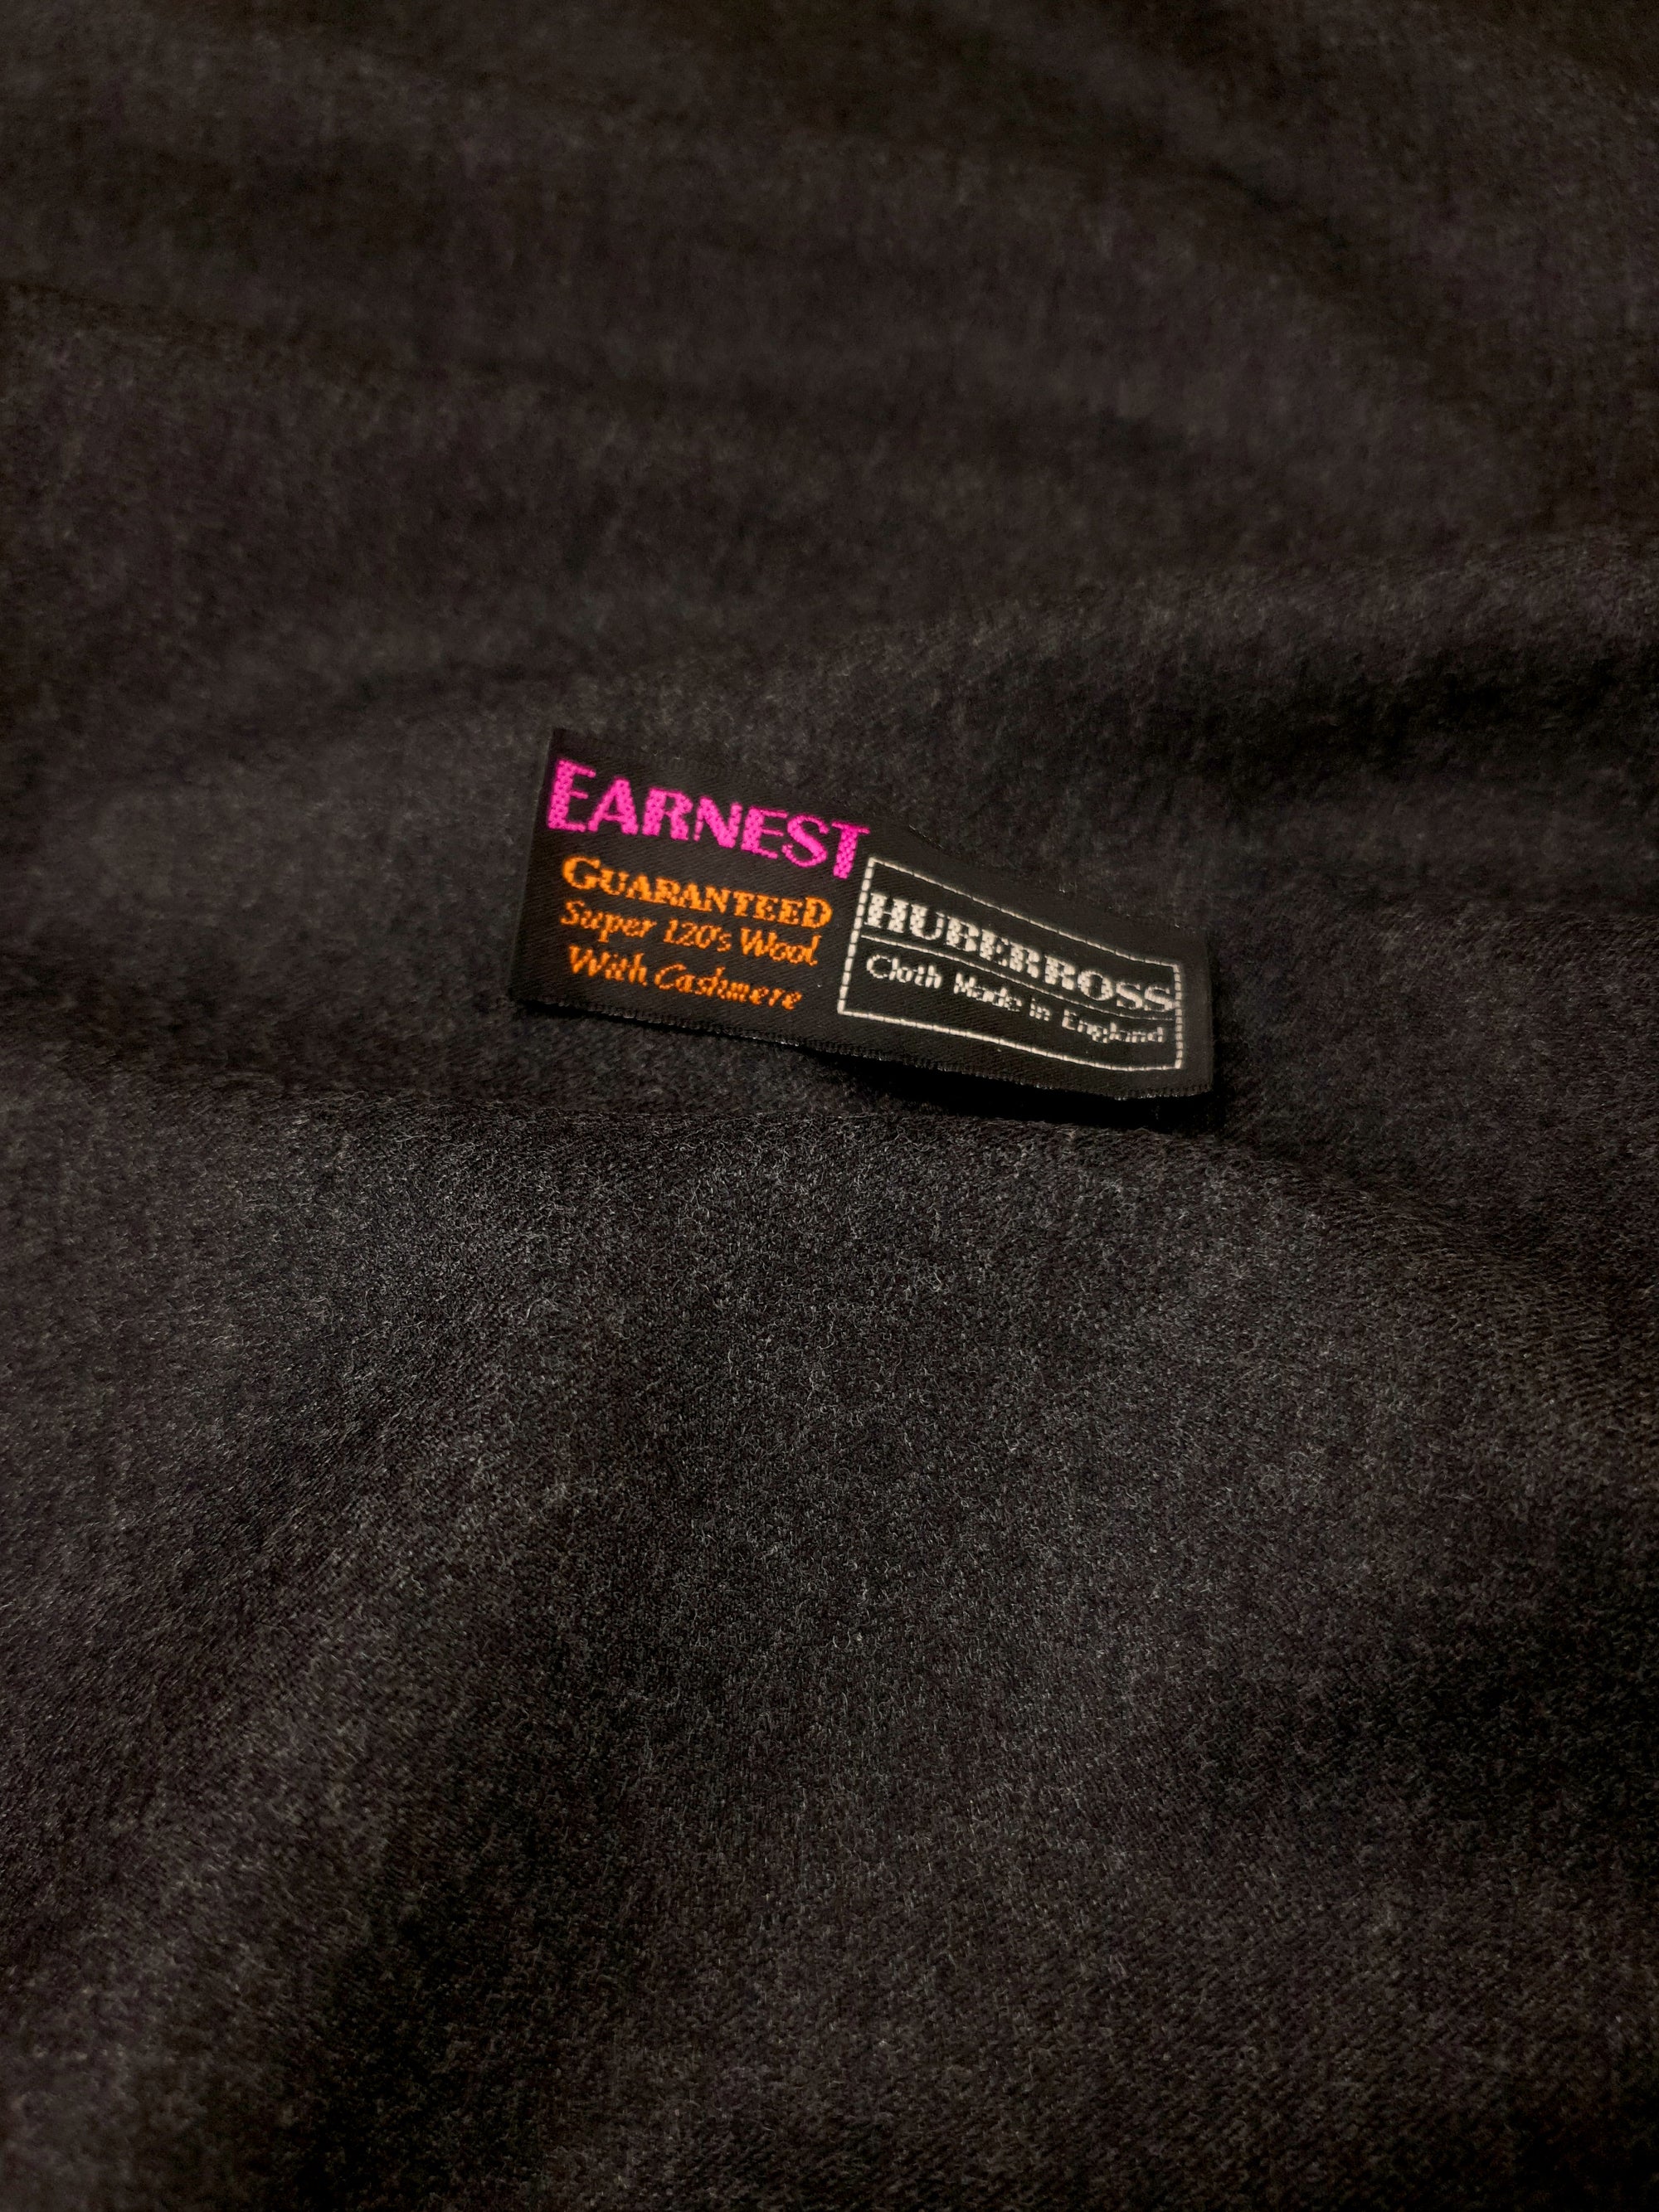 EARNEST
GUARANTEED
Super 120's Wool
With Cashmere
HUBERROSS
Cloth Made in England